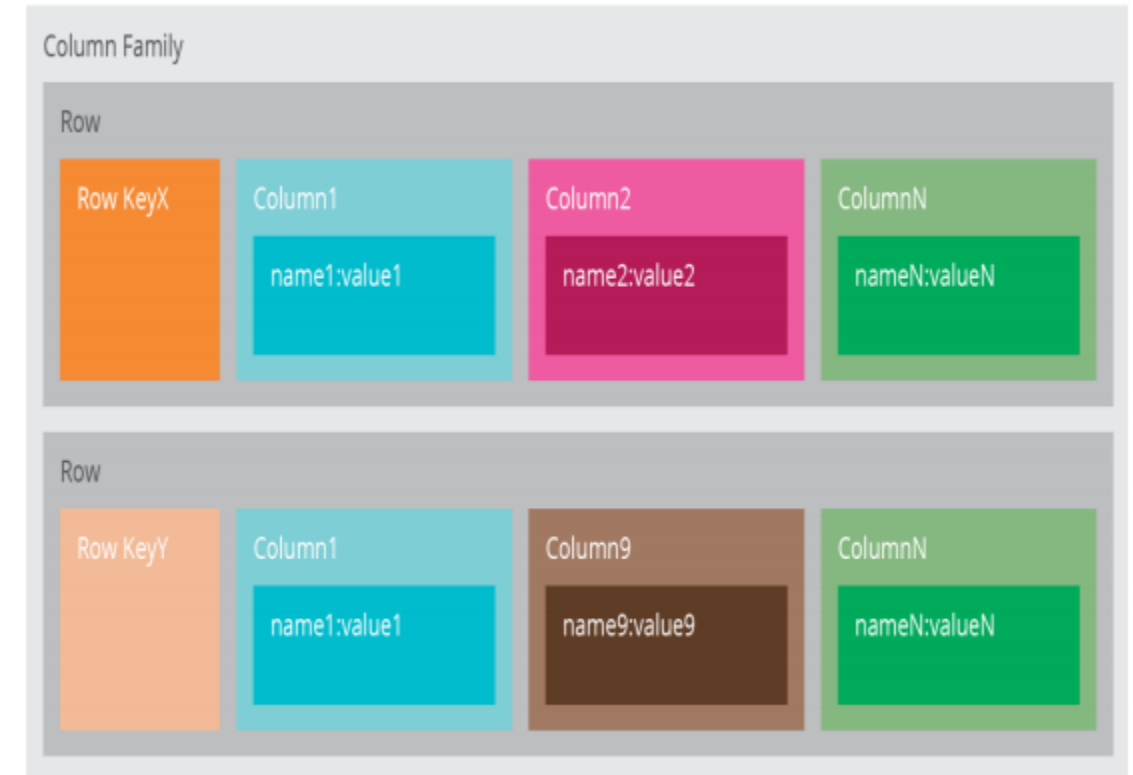 Column Family
Row
Row KeyX
Column1
Column2
ColumnN
name1:value1
name2:value2
nameN:valueN
Row
Row KeyY
Column1
Column9
ColumnN
name1:value1
name9:value9
nameN:valueN